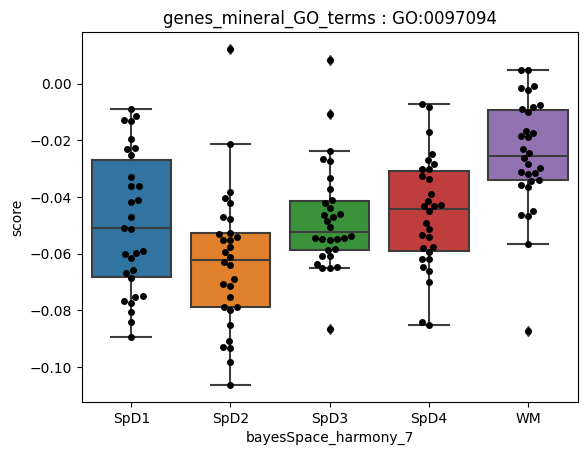 genes_mineral_GO_terms : GO:0097094
0.00
−0.02
−0.04
−0.06
−0.08
−0.10
score
SpD1 SpD2 SpD3 SpD4 WM
bayesSpace_harmony_7